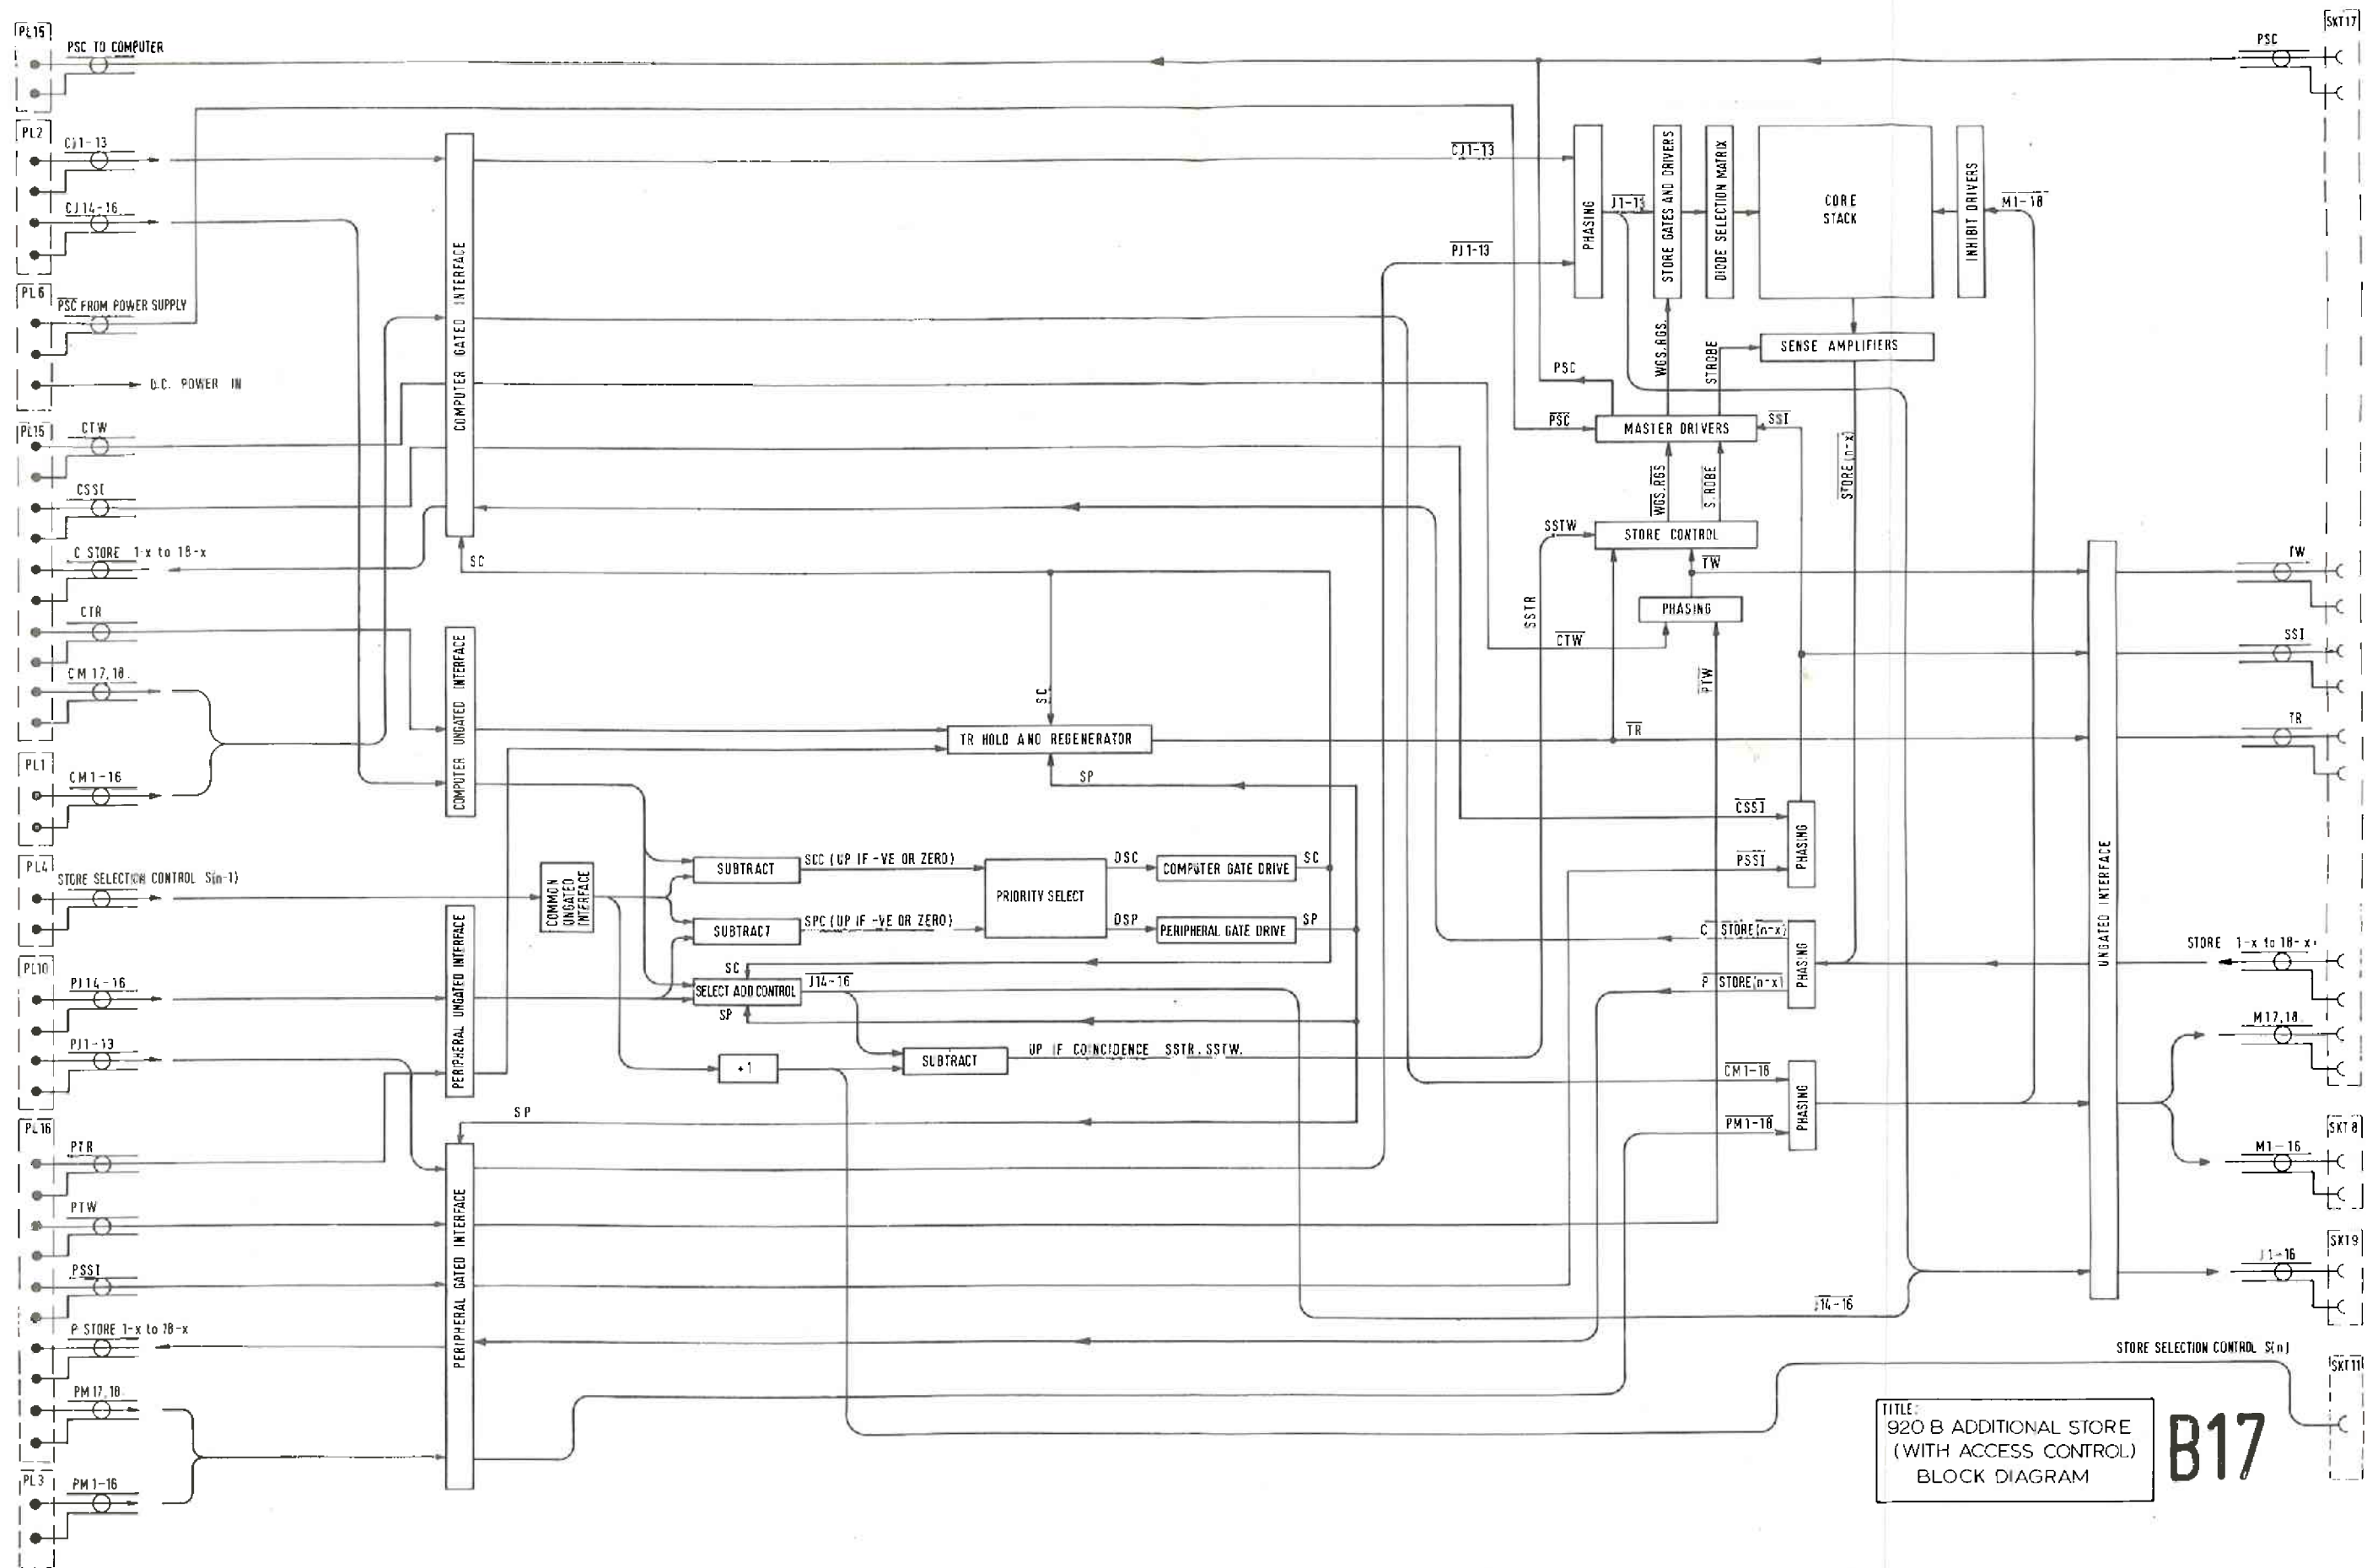 PL15
PSC TO COMPUTER
PL2
CJ1-13
CJ14-16
PL6
PSC FROM POWER SUPPLY
D.C. POWER IN
PL15
CTW
CSSI
C STORE 1-x to 18-x
CTR
CM 17,18.
PL1
CM 1-16
PL4
STORE SELECTION CONTROL S(n-1)
PL10
PJ14-16
PJ1-13
PL16
PTR
PTW
PSSI
P STORE 1-x to 18-x
PM 17,18.
PL3
PM 1-16
COMPUTER GATED INTERFACE
SC
COMPUTER UNGATED INTERFACE
PERIPHERAL UNGATED INTERFACE
SP
PERIPHERAL GATED INTERFACE
COMMON
UNGATED
INTERFACE
SUBTRACT
SCC (UP IF -VE OR ZERO)
SUBTRACT
SPC (UP IF -VE OR ZERO)
PRIORITY SELECT
DSC
COMPUTER GATE DRIVE
SC
DSP
PERIPHERAL GATE DRIVE
SP
SC
SELECT ADD CONTROL
J14-16
SP
+1
SUBTRACT
UP IF COINCIDENCE SSTR. SSTW.
SC
TR HOLD AND REGENERATOR
SP
CJ1-13
PJ1-13
PHASING
J1-13
STORE GATES AND DRIVERS
DIODE SELECTION MATRIX
CORE
STACK
INHIBIT DRIVERS
M1-18
SENSE AMPLIFIERS
WGS.RGS.
STROBE
PSC
PSC
MASTER DRIVERS
SSI
STORE (n-x)
WGS.RGS
SSTW
STORE CONTROL
TW
SSTR
PHASING
CTW
PTW
TR
CSSI
PSSI
PHASING
C STORE (n-x)
P STORE (n-x)
PHASING
CM1-18
PM1-18
PHASING
J14-16
UNGATED INTERFACE
SKT17
PSC
TW
SSI
TR
STORE 1-x to 18-x
M17,18.
SKT8
M1-16
SKT9
J1-16
STORE SELECTION CONTROL S(n)
SKT11
TITLE:
920 B ADDITIONAL STORE
(WITH ACCESS CONTROL)
BLOCK DIAGRAM
B17